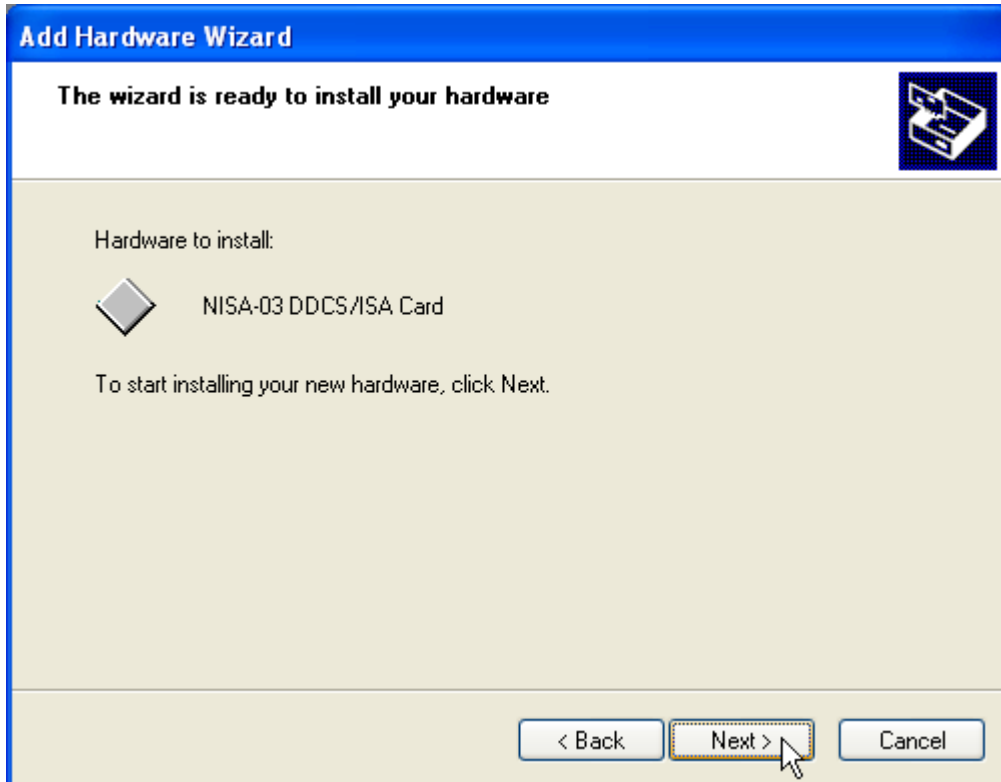 Add Hardware Wizard
The wizard is ready to install your hardware
Hardware to install:
NISA-03 DDCS/ISA Card
To start installing your new hardware, click Next.
< Back
Next >
Cancel